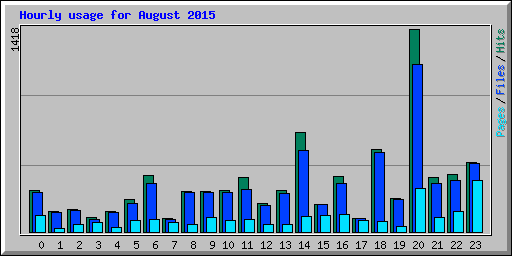 Hourly usage for August 2015
1418
Pages / Files / Hits
0 1 2 3 4 5 6 7 8 9 10 11 12 13 14 15 16 17 18 19 20 21 22 23